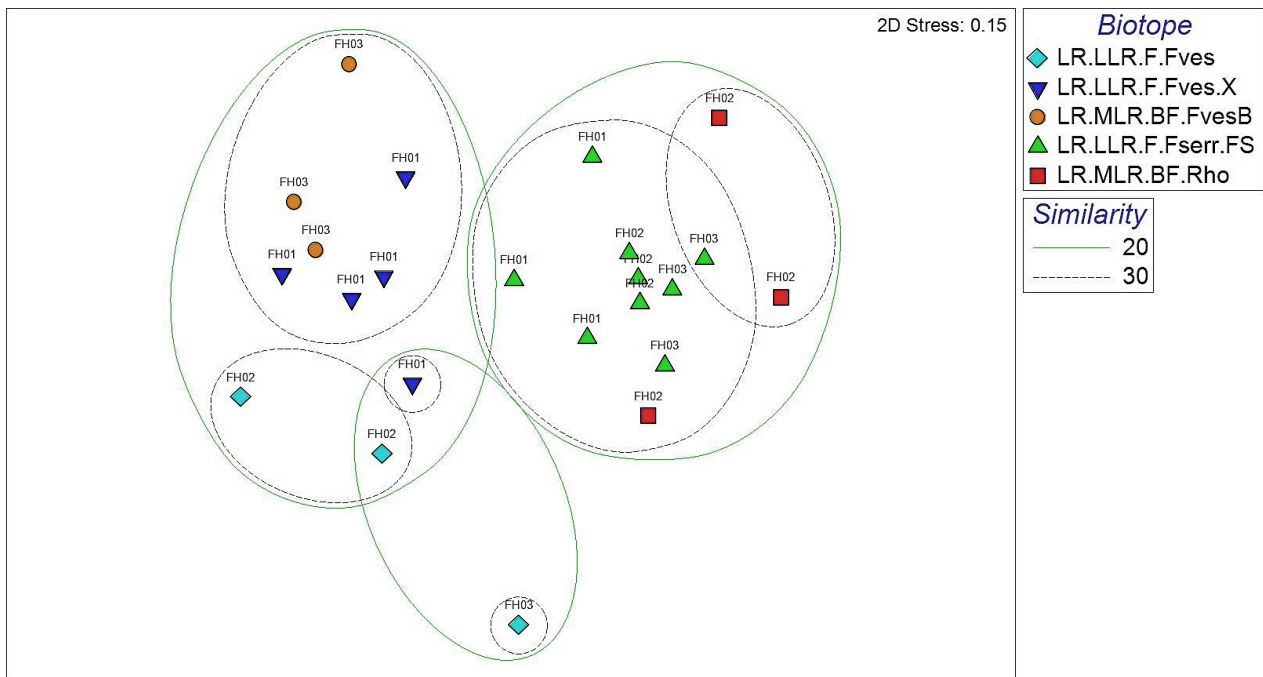 2D Stress: 0.15
FH03
FH01
FH03
FH03
FH01
FH01
FH01
FH02
FH01
FH02
FH03
FH02
FH01
FH02
FH03
FH01
FH02
FH03
FH02
FH02
FH01
FH03
FH02
Biotope
LR.LLR.F.Fves
LR.LLR.F.Fves.X
LR.MLR.BF.FvesB
LR.LLR.F.Fserr.FS
LR.MLR.BF.Rho
Similarity
20
30